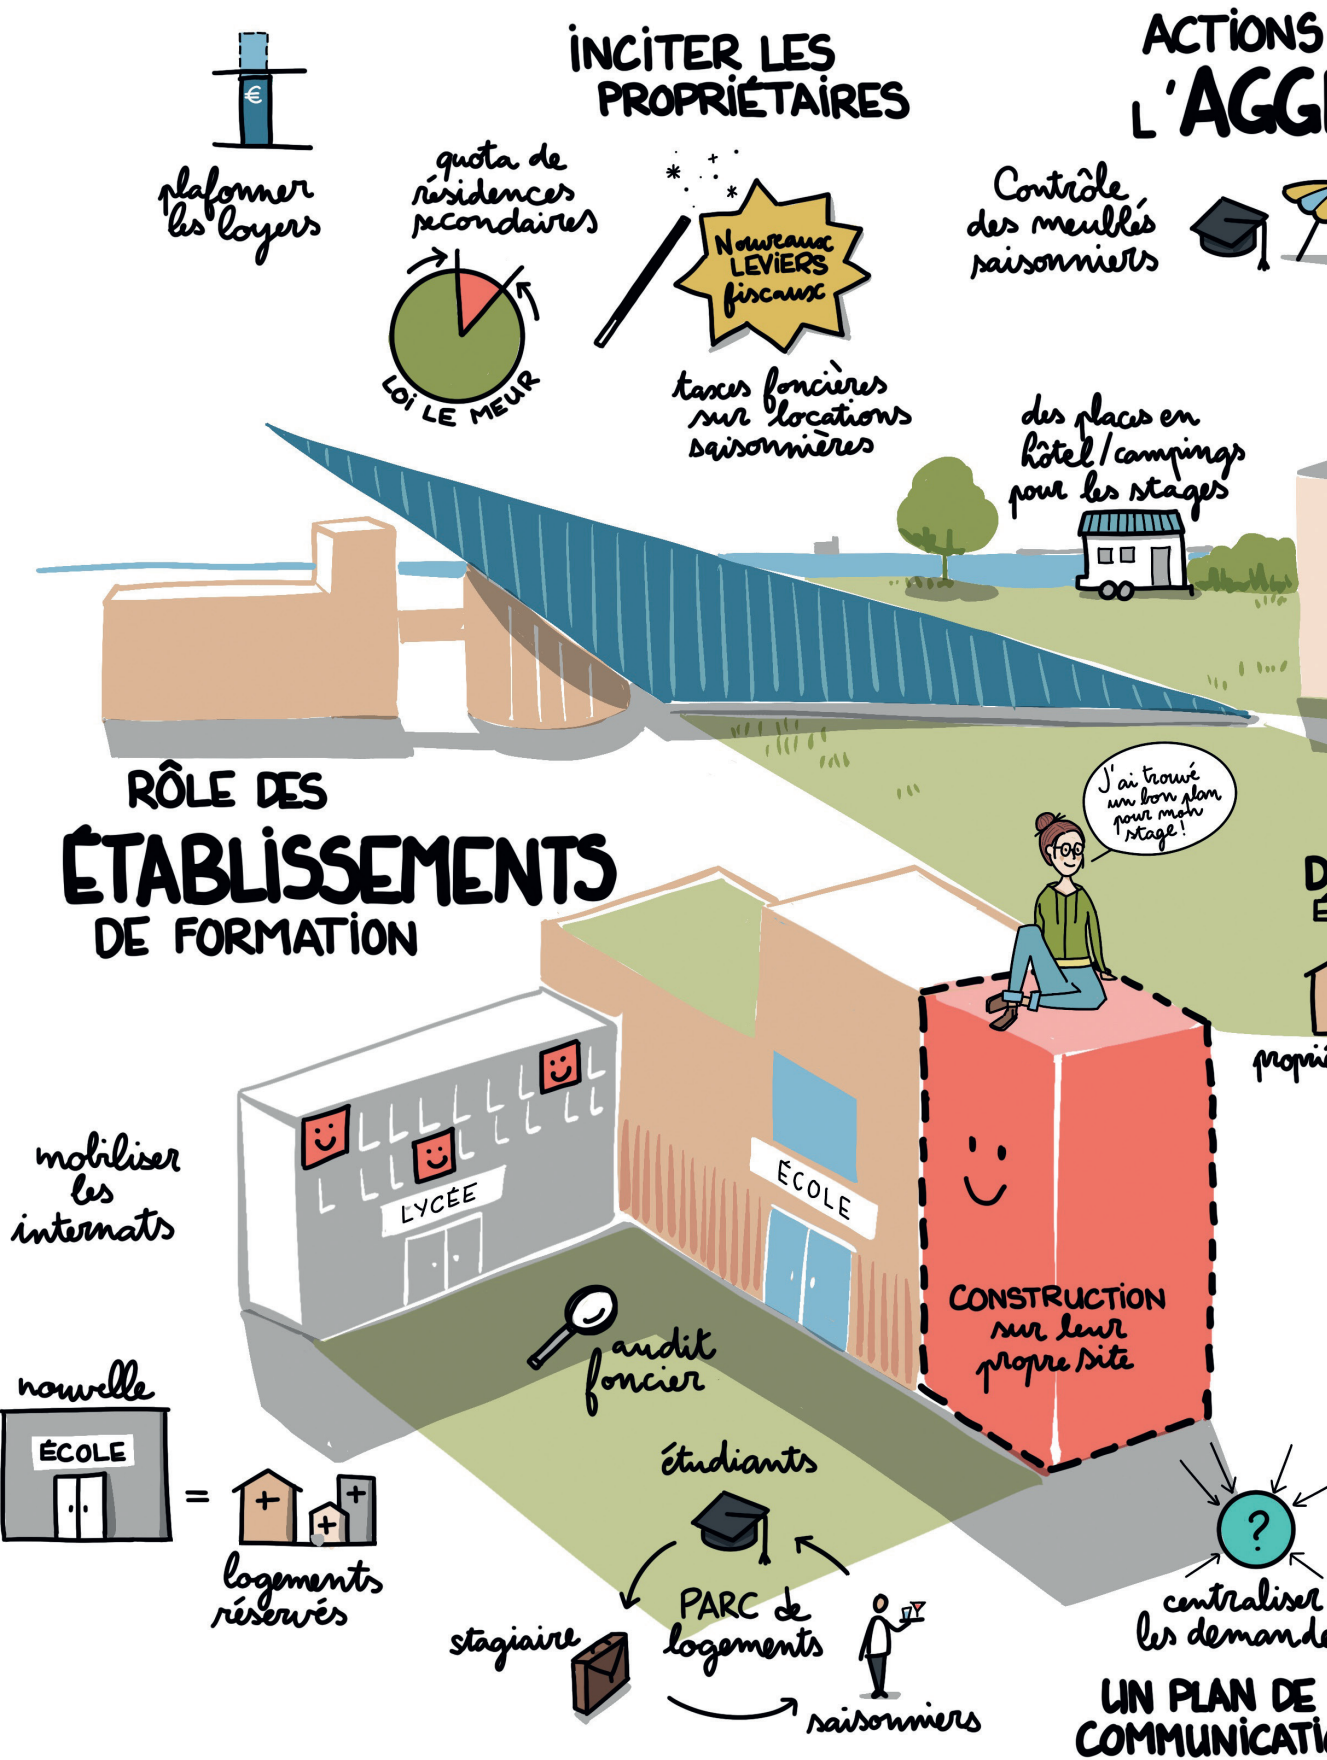 INCITER LES
PROPRIÉTAIRES
€
plafonner
les loyers
quota de
résidences
secondaires
LOI LE MEUR
Nouveaux
LEVIERS
fiscaux
taxes foncières
sur locations
saisonnières
ACTIONS
L'AGG
Contrôle
des meublés
saisonniers
des places en
hôtel/campings
pour les stages
RÔLE DES
ÉTABLISSEMENTS
DE FORMATION
J'ai trouvé
un bon plan
pour mon
stage!
D
É
propri
mobiliser
les
internats
LYCÉE
ÉCOLE
CONSTRUCTION
sur leur
propre site
audit
foncier
nouvelle
ÉCOLE
=
+
+
+
logements
réservés
étudiants
PARC de
logements
stagiaire
saisonniers
?
centraliser
les demande
UN PLAN DE
COMMUNICATI